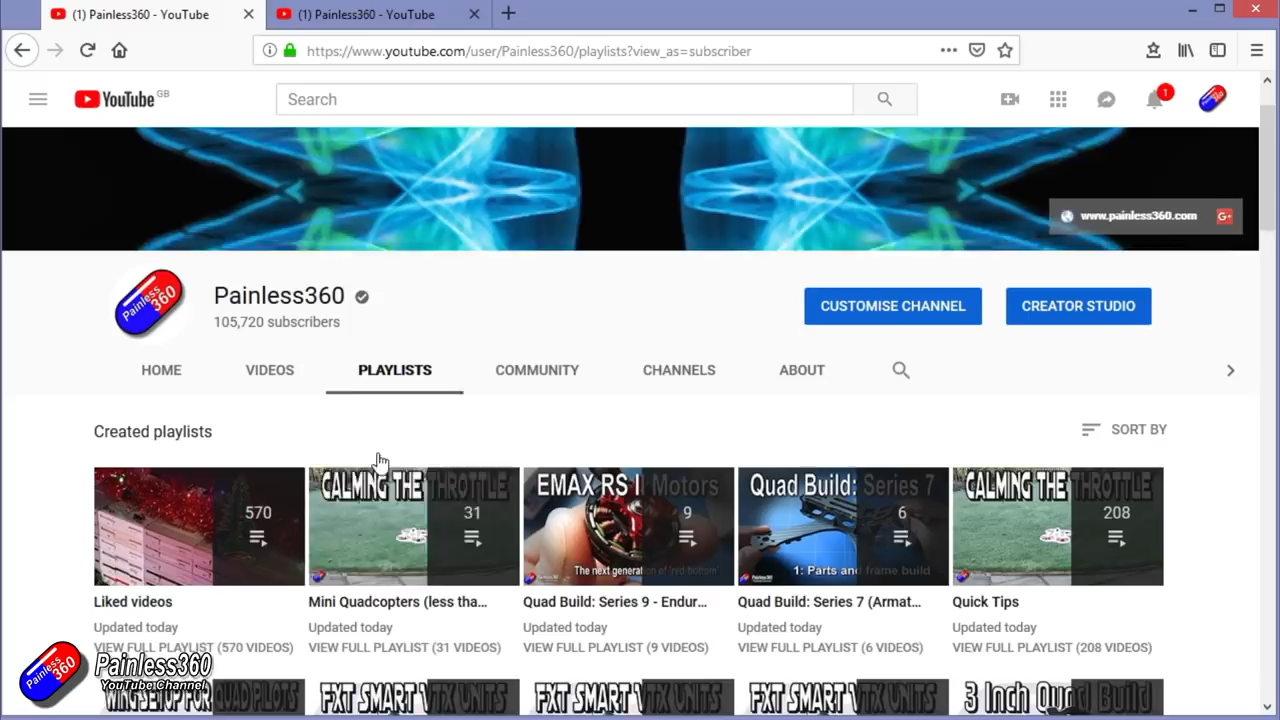 (1) Painless360 - YouTube
(1) Painless360 - YouTube
https://www.youtube.com/user/Painless360/playlists?view_as=subscriber
YouTube GB
Search
1
www.painless360.com
G+
Painless 360
Painless360
105,720 subscribers
CUSTOMISE CHANNEL
CREATOR STUDIO
HOME
VIDEOS
PLAYLISTS
COMMUNITY
CHANNELS
ABOUT
Created playlists
SORT BY
570
CALMING THE THROTTLE
31
EMAX RS II Motors
9
The next generation of 'red-bottom'
Quad Build: Series 7
6
1: Parts and frame build
CALMING THE THROTTLE
208
Liked videos
Mini Quadcopters (less tha...
Quad Build: Series 9 - Endur...
Quad Build: Series 7 (Armat...
Quick Tips
Updated today
Updated today
Updated today
Updated today
Updated today
VIEW FULL PLAYLIST (570 VIDEOS)
VIEW FULL PLAYLIST (31 VIDEOS)
VIEW FULL PLAYLIST (9 VIDEOS)
VIEW FULL PLAYLIST (6 VIDEOS)
VIEW FULL PLAYLIST (208 VIDEOS)
Painless 360
Painless360
YouTube Channel
WING SETUP FOR QUAD PILOTS
FXT SMART VTX UNITS
FXT SMART VTX UNITS
FXT SMART VTX UNITS
3 Inch Quad Build